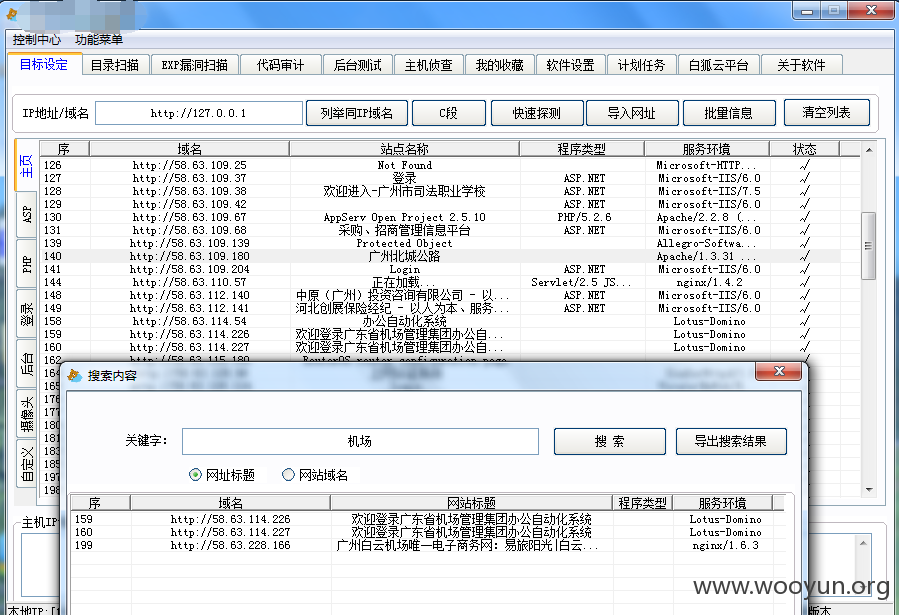 控制中心 功能菜单
目标设定 目录扫描 EXP漏洞扫描 代码审计 后台测试 主机侦查 我的收藏 软件设置 计划任务 白狐云平台 关于软件
IP地址/域名 http://127.0.0.1 列举同IP域名 C段 快速探测 导入网址 批量信息 清空列表
主页
ASP
PHP
登录
后台
摄像头
自定义
序 域名 站点名称 程序类型 服务环境 状态
126 http://58.63.109.25 Not Found Microsoft-HTTP... √
127 http://58.63.109.37 登录 ASP.NET Microsoft-IIS/6.0 √
128 http://58.63.109.38 欢迎进入-广州市司法职业学校 ASP.NET Microsoft-IIS/7.5 √
129 http://58.63.109.42 ASP.NET Microsoft-IIS/6.0 √
130 http://58.63.109.67 AppServ Open Project 2.5.10 PHP/5.2.6 Apache/2.2.8 (... √
131 http://58.63.109.68 采购、招商管理信息平台 ASP.NET Microsoft-IIS/6.0 √
139 http://58.63.109.139 Protected Object Allegro-Softwa... √
140 http://58.63.109.180 广州北城公路 Apache/1.3.31 ... √
141 http://58.63.109.204 Login ASP.NET Microsoft-IIS/6.0 √
144 http://58.63.110.57 正在加载... Servlet/2.5 JS... nginx/1.4.2 √
148 http://58.63.112.140 中原（广州）投资咨询有限公司 - 以... ASP.NET Microsoft-IIS/6.0 √
149 http://58.63.112.141 河北创展保险经纪 - 以人为本、服务... ASP.NET Microsoft-IIS/6.0 √
158 http://58.63.114.54 办公自动化系统 Lotus-Domino √
159 http://58.63.114.226 欢迎登录广东省机场管理集团办公自... Lotus-Domino √
160 http://58.63.114.227 欢迎登录广东省机场管理集团办公自... Lotus-Domino √
162 http://58.63.115.180 RouterOS router configuration page
搜索内容
关键字： 机场 搜 索 导出搜索结果
网址标题 网站域名
序 域名 网站标题 程序类型 服务环境
159 http://58.63.114.226 欢迎登录广东省机场管理集团办公自动化系统 Lotus-Domino
160 http://58.63.114.227 欢迎登录广东省机场管理集团办公自动化系统 Lotus-Domino
199 http://58.63.228.166 广州白云机场唯一电子商务网：易旅阳光|白云... nginx/1.6.3
主机IP
本地IP:[1
版本
www.wooyun.org